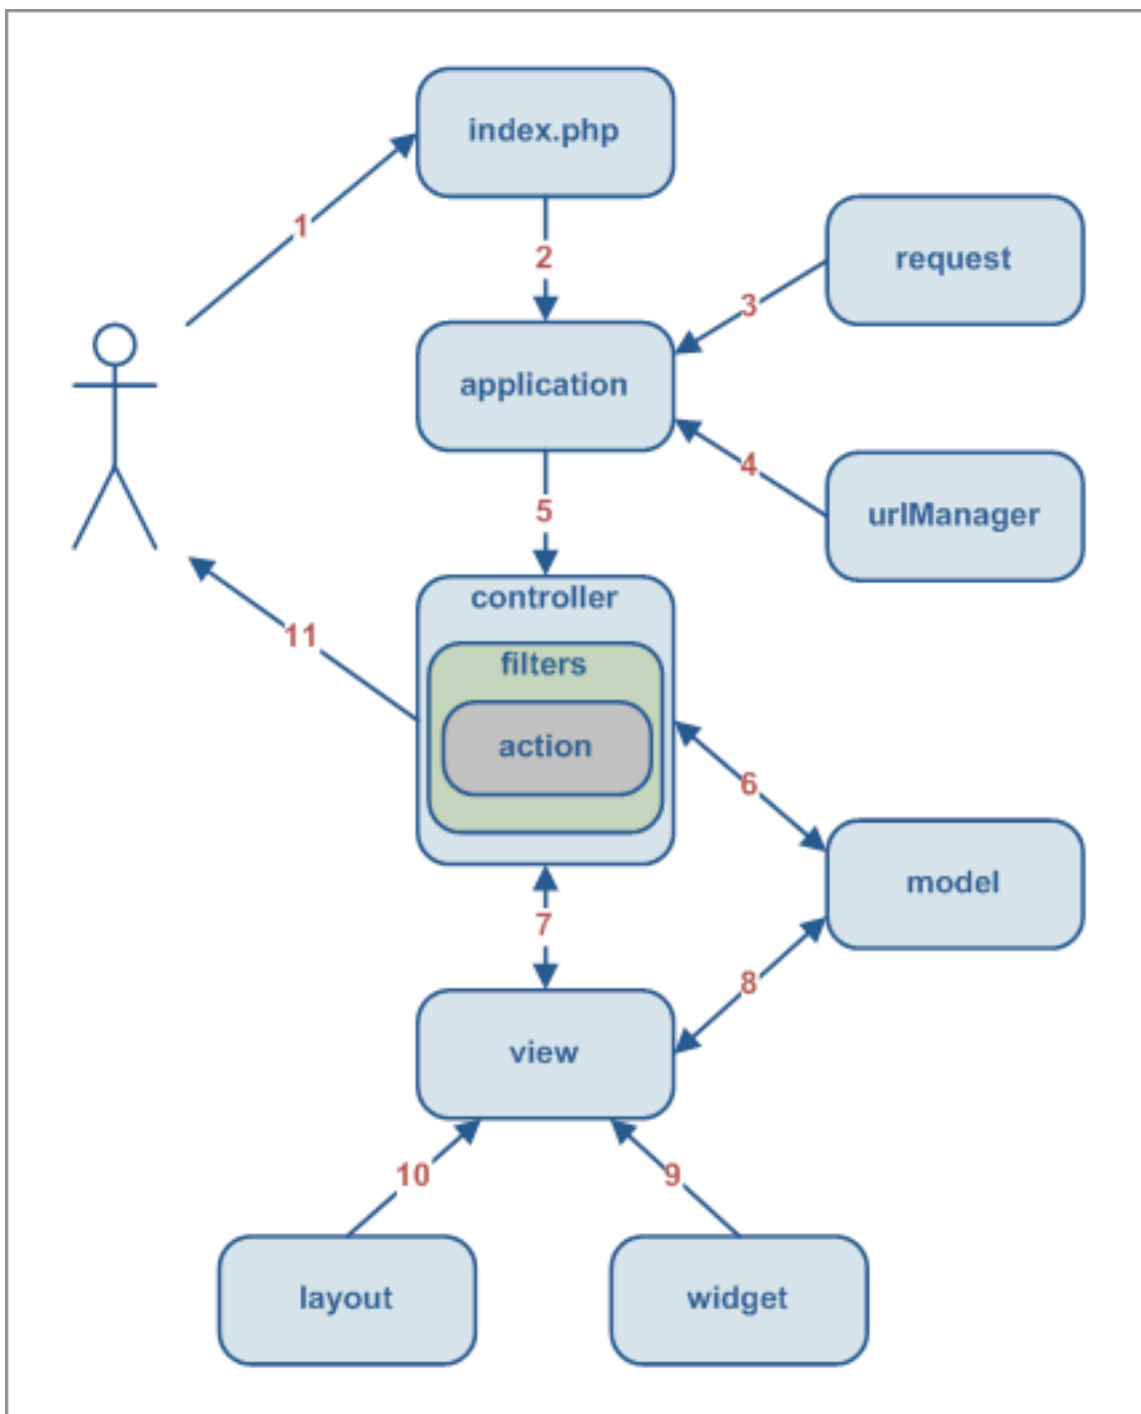 index.php
1
2
request
3
application
4
urlManager
5
controller
filters
11
action
6
model
7
8
view
10
9
layout
widget